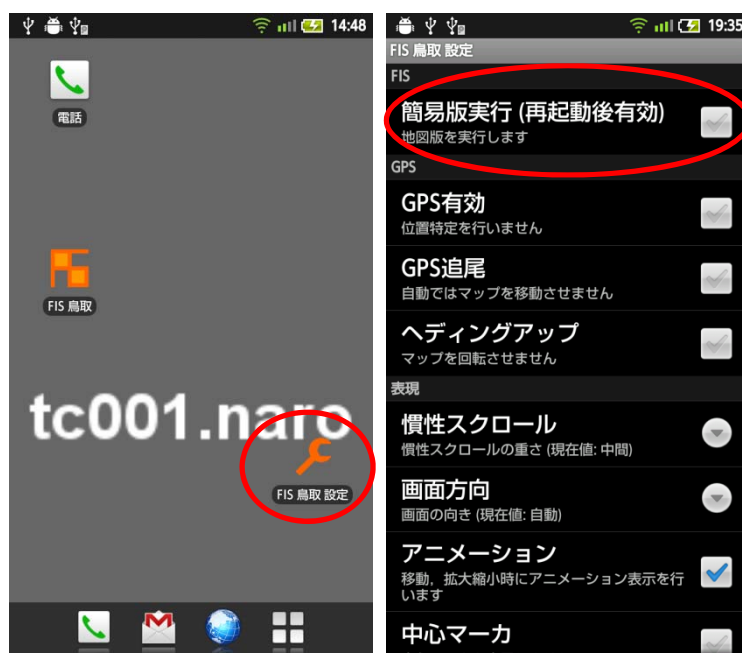 14:48
電話
FIS 鳥取
tc001.naro
FIS 鳥取 設定
19:35
FIS 鳥取 設定
FIS
簡易版実行 (再起動後有効)
地図版を実行します
GPS
GPS有効
位置特定を行いません
GPS追尾
自動ではマップを移動させません
ヘディングアップ
マップを回転させません
表現
慣性スクロール
慣性スクロールの重さ (現在値: 中間)
画面方向
画面の向き (現在値: 自動)
アニメーション
移動，拡大縮小時にアニメーション表示を行
います
中心マーカ